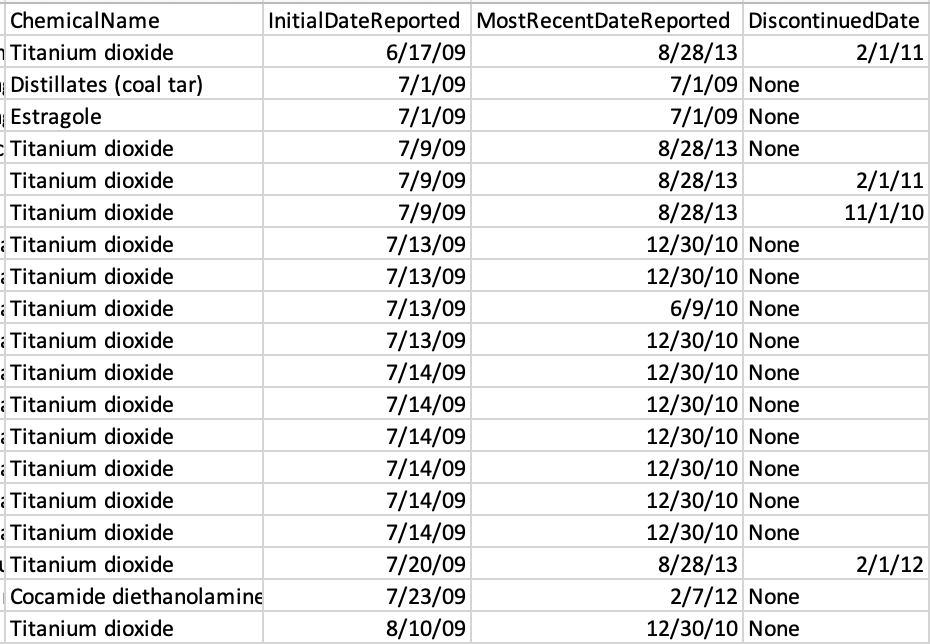 ChemicalName InitialDateReported MostRecentDateReported DiscontinuedDate
Titanium dioxide 6/17/09 8/28/13 2/1/11
Distillates (coal tar) 7/1/09 7/1/09 None
Estragole 7/1/09 7/1/09 None
Titanium dioxide 7/9/09 8/28/13 None
Titanium dioxide 7/9/09 8/28/13 2/1/11
Titanium dioxide 7/9/09 8/28/13 11/1/10
Titanium dioxide 7/13/09 12/30/10 None
Titanium dioxide 7/13/09 12/30/10 None
Titanium dioxide 7/13/09 6/9/10 None
Titanium dioxide 7/13/09 12/30/10 None
Titanium dioxide 7/14/09 12/30/10 None
Titanium dioxide 7/14/09 12/30/10 None
Titanium dioxide 7/14/09 12/30/10 None
Titanium dioxide 7/14/09 12/30/10 None
Titanium dioxide 7/14/09 12/30/10 None
Titanium dioxide 7/14/09 12/30/10 None
Titanium dioxide 7/20/09 8/28/13 2/1/12
Cocamide diethanolamine 7/23/09 2/7/12 None
Titanium dioxide 8/10/09 12/30/10 None